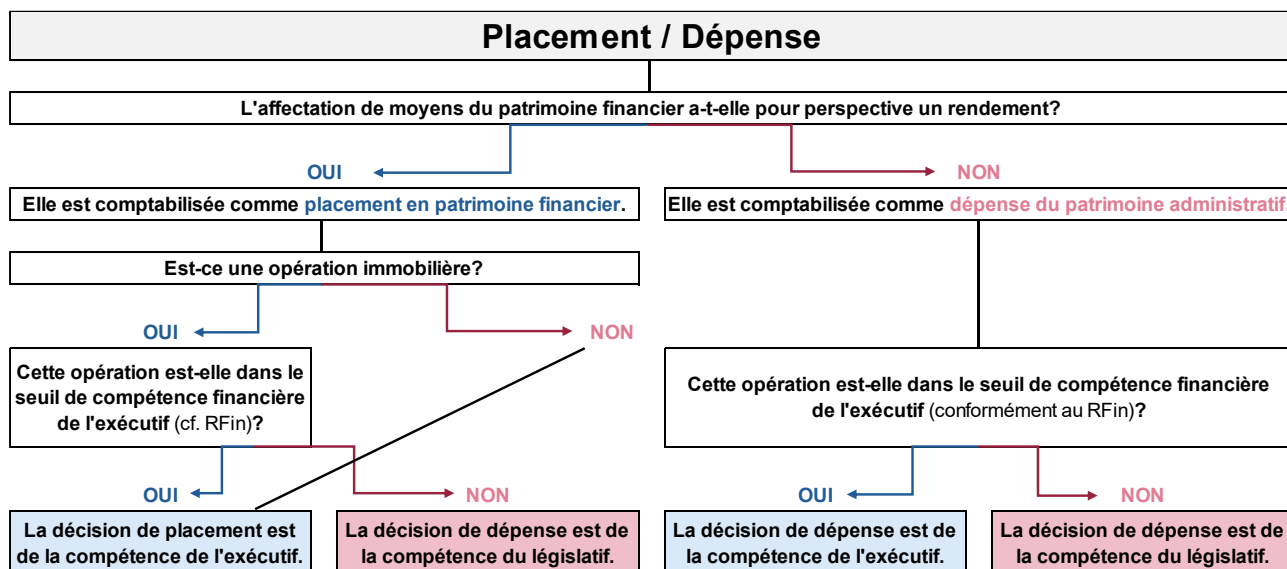 Placement / Dépense
L'affectation de moyens du patrimoine financier a-t-elle pour perspective un rendement?
OUI
NON
Elle est comptabilisée comme placement en patrimoine financier.
Elle est comptabilisée comme dépense du patrimoine administratif.
Est-ce une opération immobilière?
OUI
NON
Cette opération est-elle dans le
seuil de compétence financière
de l'exécutif (cf. RFin)?
Cette opération est-elle dans le seuil de compétence financière
de l'exécutif (conformément au RFin)?
OUI
NON
OUI
NON
La décision de placement est
de la compétence de l'exécutif.
La décision de dépense est de
la compétence du législatif.
La décision de dépense est de
la compétence de l'exécutif.
La décision de dépense est de
la compétence du législatif.